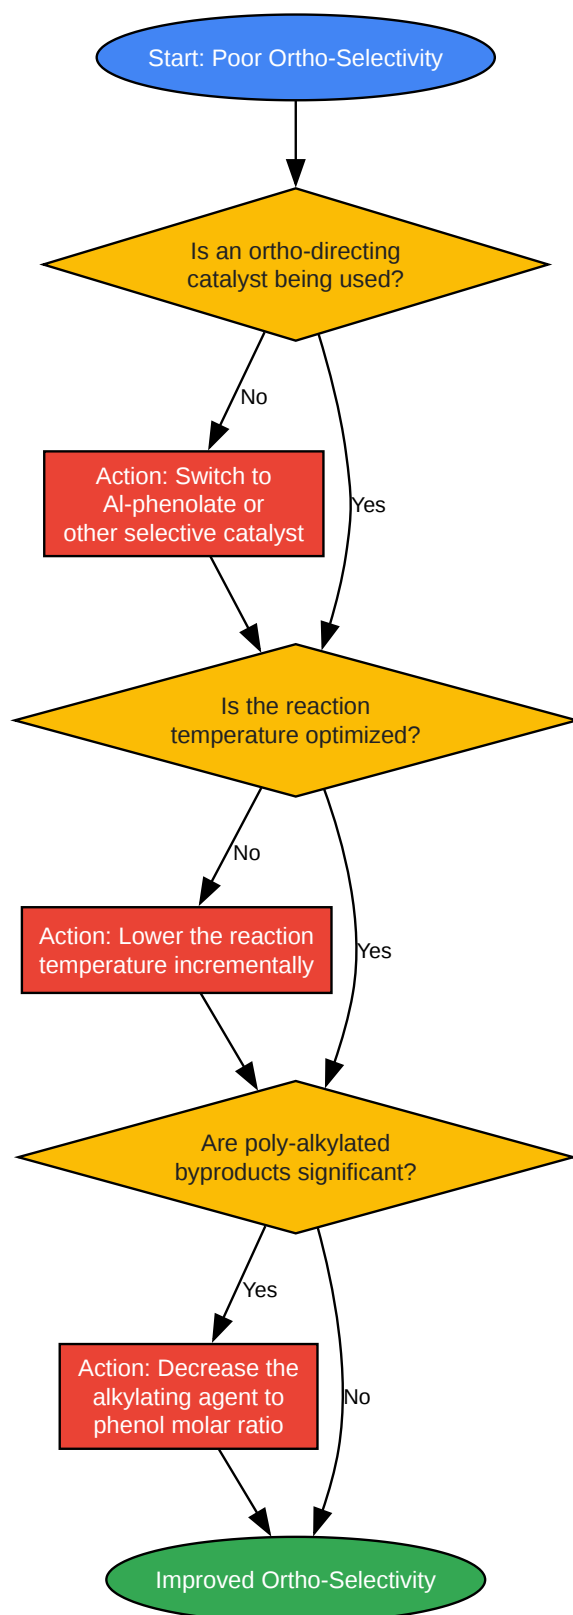 Start: Poor Ortho-Selectivity
Is an ortho-directing
catalyst being used?
No
Action: Switch to
Al-phenolate or
other selective catalyst
Yes
Is the reaction
temperature optimized?
No
Action: Lower the reaction
temperature incrementally
Yes
Are poly-alkylated
byproducts significant?
Yes
Action: Decrease the
alkylating agent to
phenol molar ratio
No
Improved Ortho-Selectivity